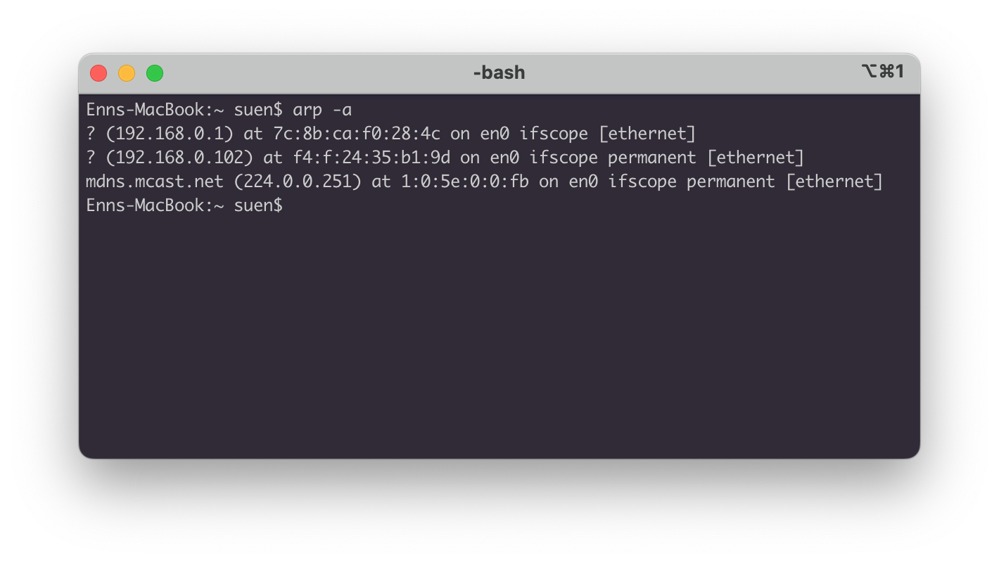 -bash
⌥⌘1
Enns-MacBook:~ suen$ arp -a
? (192.168.0.1) at 7c:8b:ca:f0:28:4c on en0 ifscope [ethernet]
? (192.168.0.102) at f4:f:24:35:b1:9d on en0 ifscope permanent [ethernet]
mdns.mcast.net (224.0.0.251) at 1:0:5e:0:0:fb on en0 ifscope permanent [ethernet]
Enns-MacBook:~ suen$